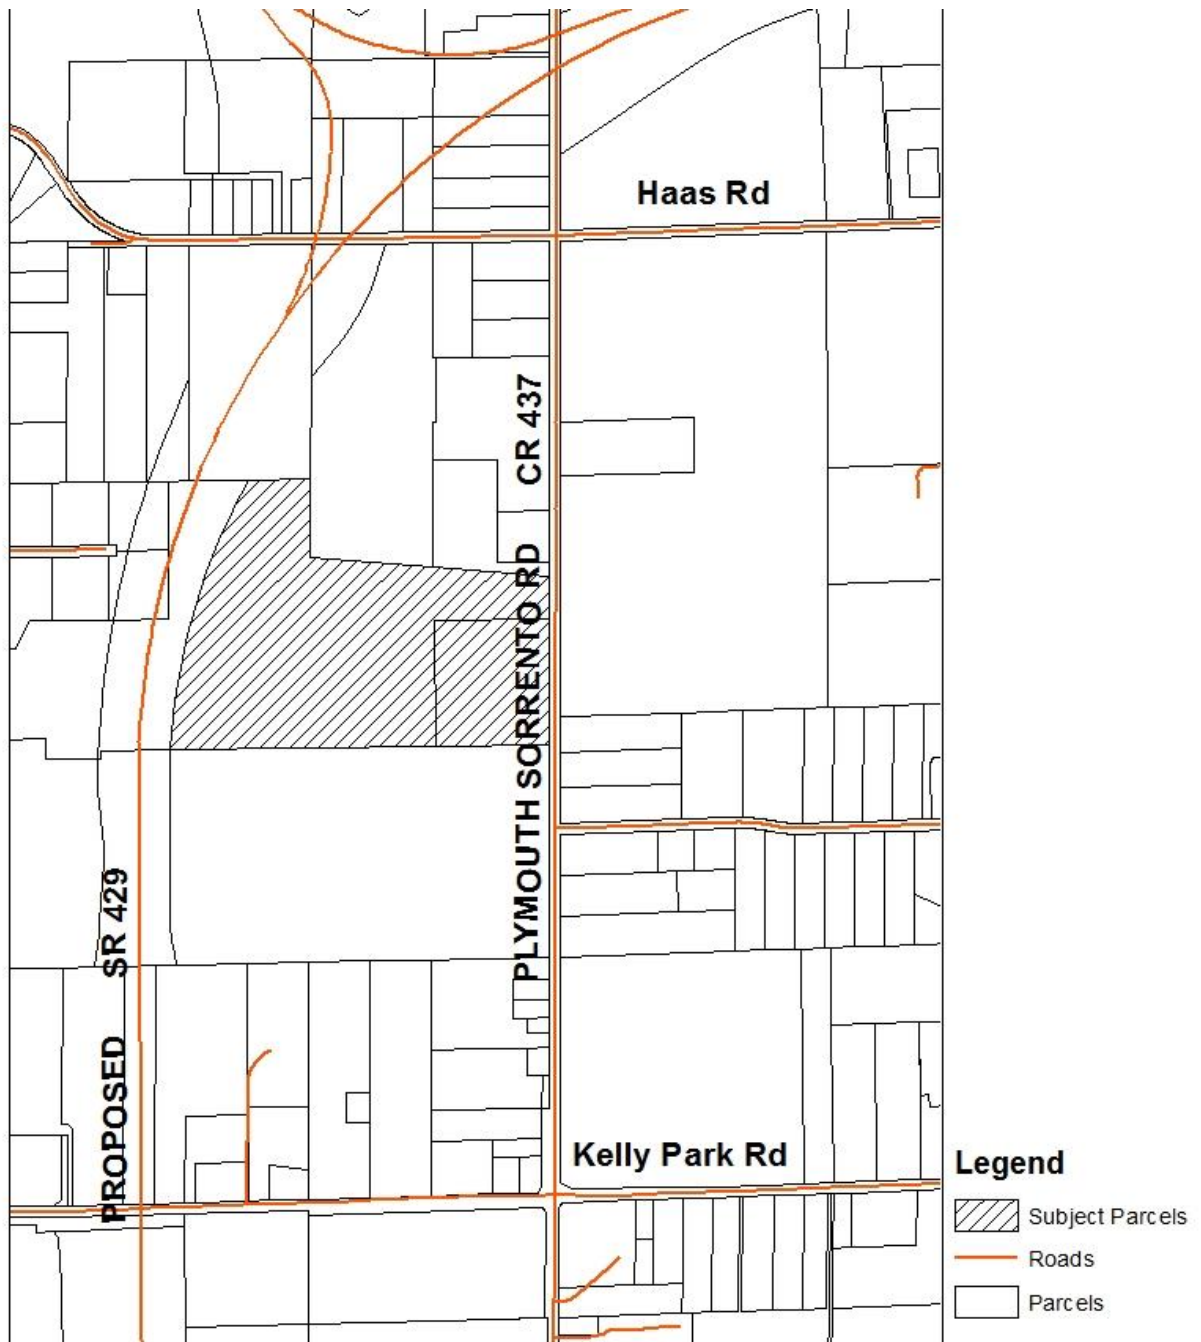 Haas Rd
PLYMOUTH SORRENTO RD CR 437
PROPOSED SR 429
Kelly Park Rd
Legend
Subject Parcels
Roads
Parcels